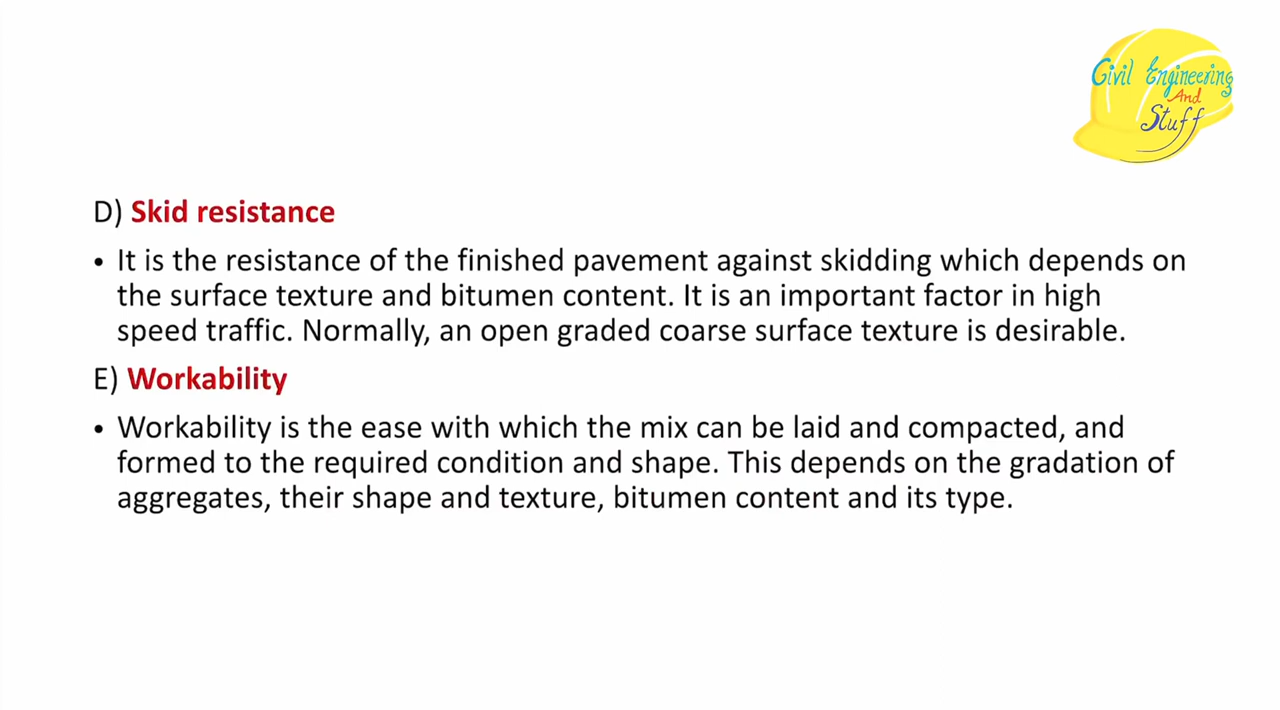 Civil Engineering
And
Stuff
D) Skid resistance
• It is the resistance of the finished pavement against skidding which depends on
the surface texture and bitumen content. It is an important factor in high
speed traffic. Normally, an open graded coarse surface texture is desirable.
E) Workability
• Workability is the ease with which the mix can be laid and compacted, and
formed to the required condition and shape. This depends on the gradation of
aggregates, their shape and texture, bitumen content and its type.